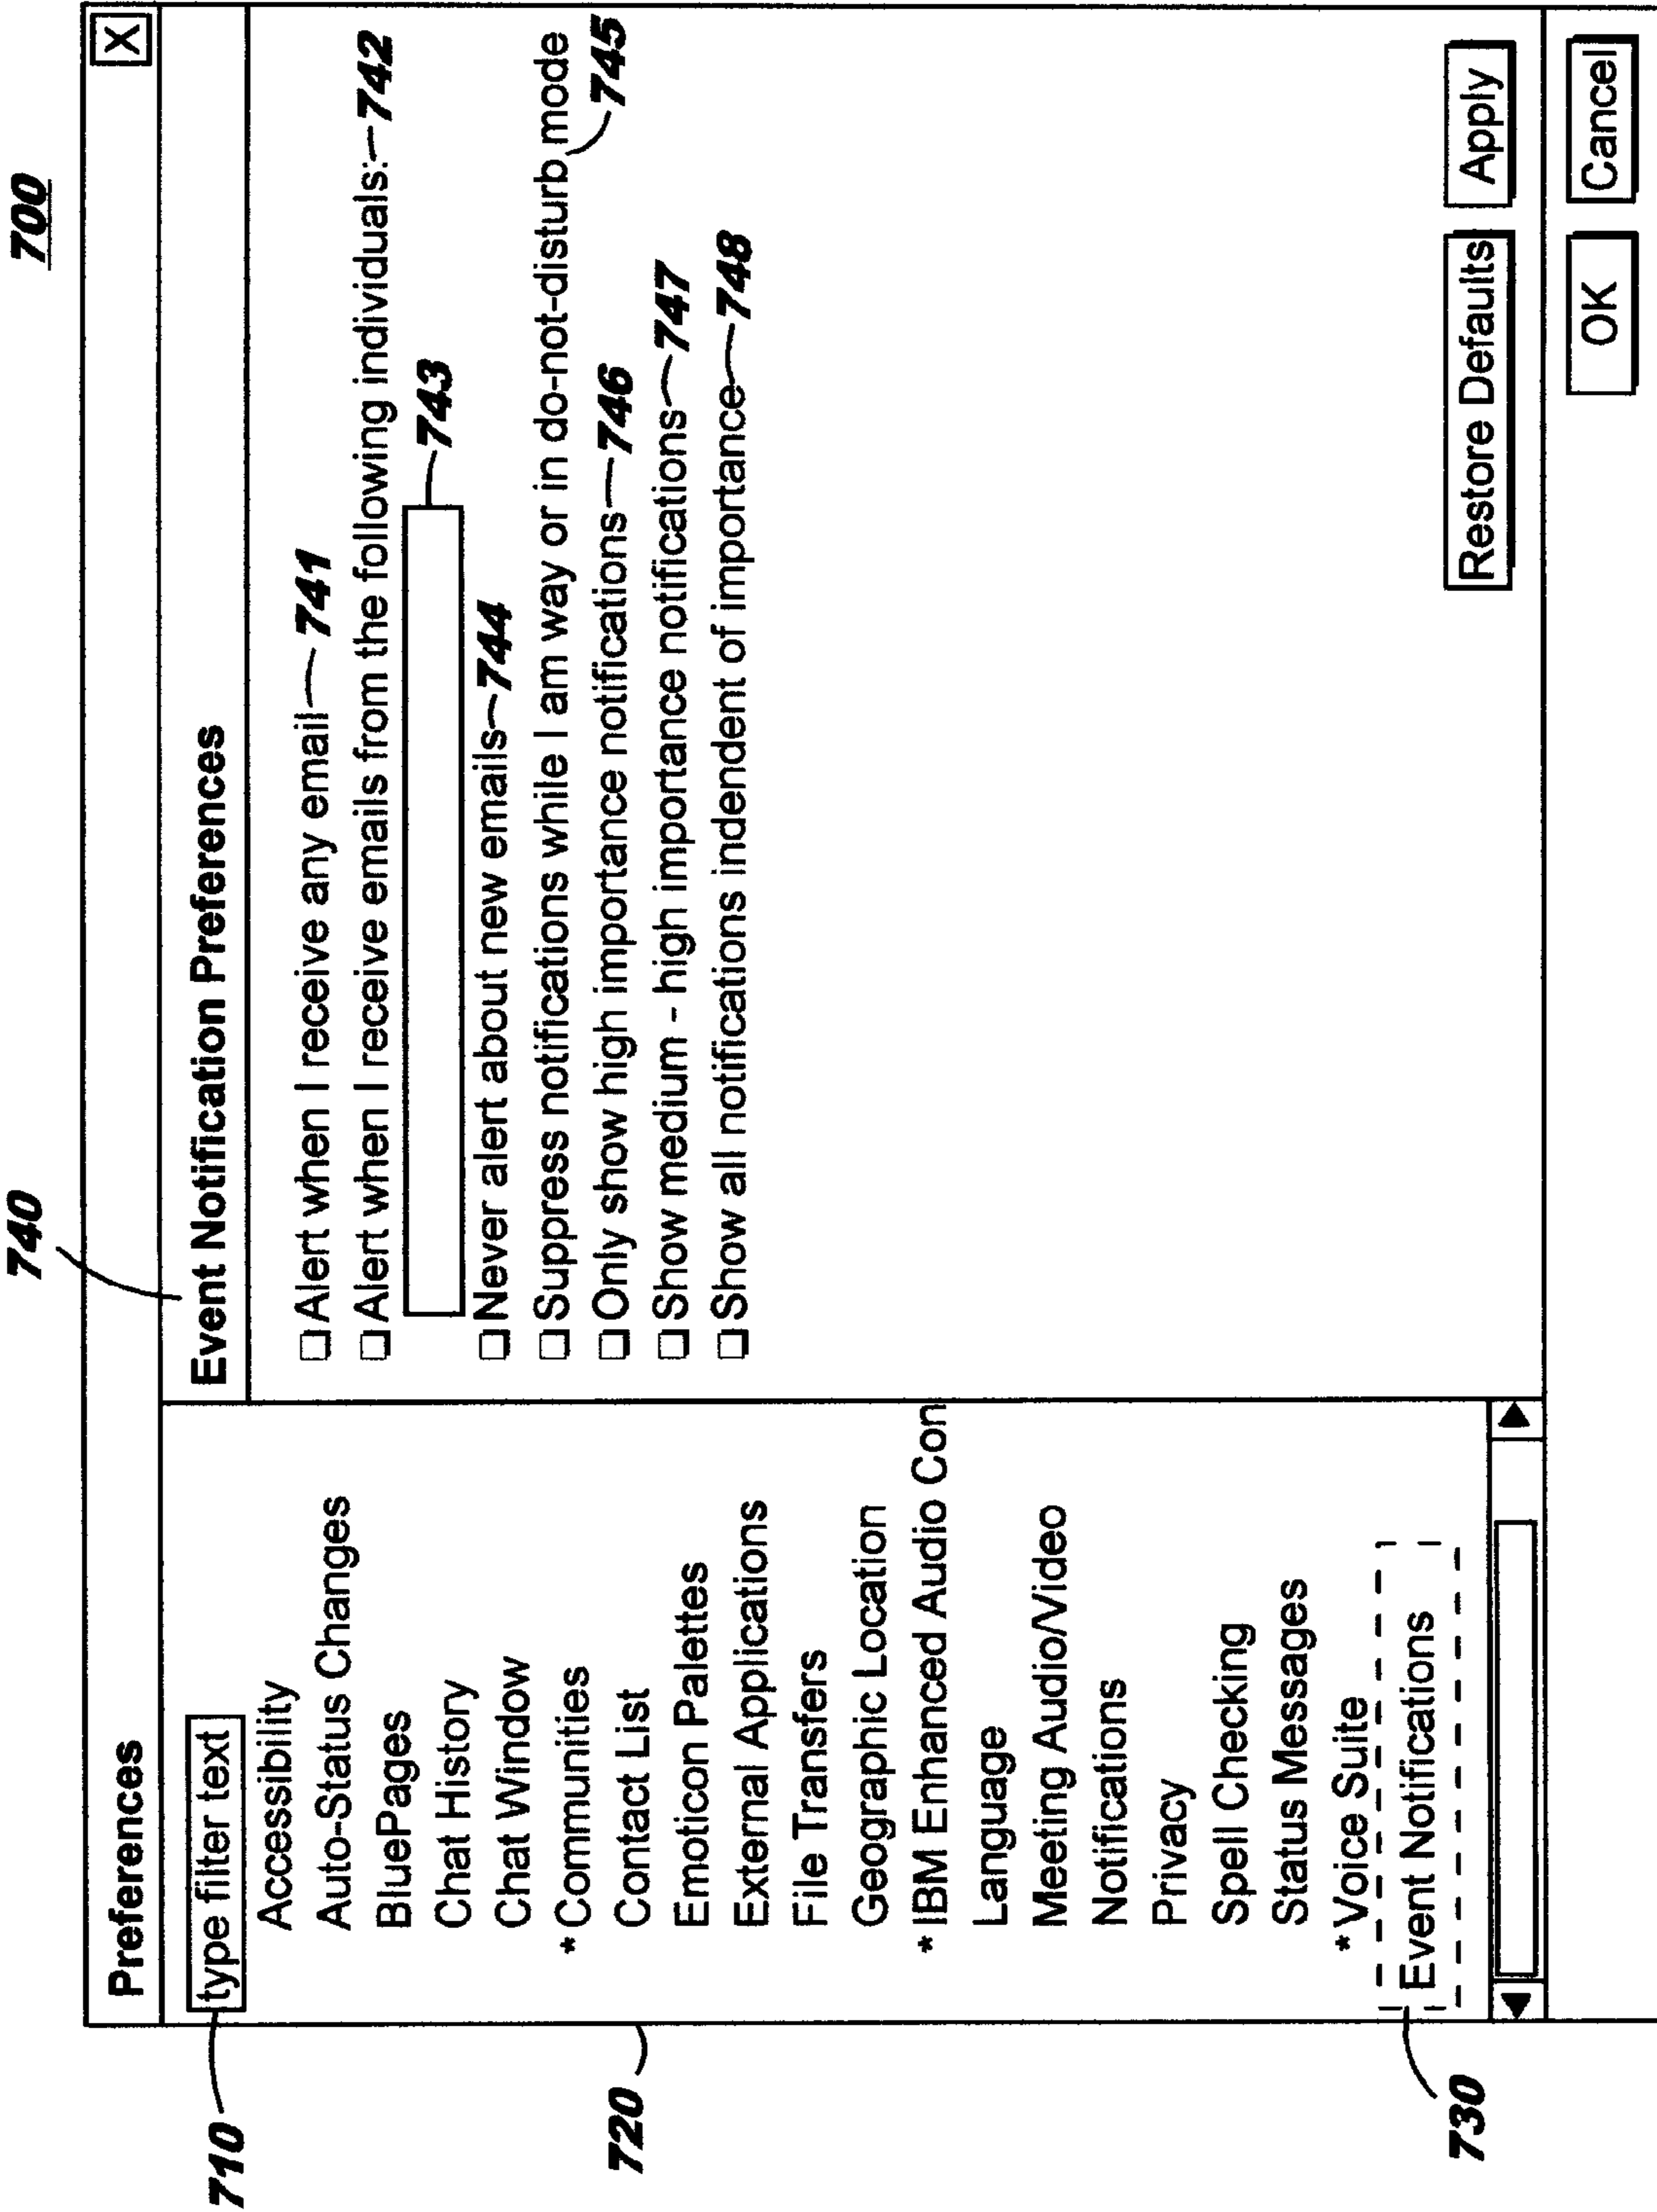 700
740
Preferences X
Event Notification Preferences
710
type filter text
Accessibility
Auto-Status Changes
BluePages
Chat History
Chat Window
* Communities
Contact List
Emoticon Palettes
External Applications
File Transfers
Geographic Location
* IBM Enhanced Audio Con
Language
Meeting Audio/Video
Notifications
Privacy
Spell Checking
Status Messages
* Voice Suite
Event Notifications
720
730
Alert when I receive any email 741
Alert when I receive emails from the following individuals: 742
743
Never alert about new emails 744
Suppress notifications while I am way or in do-not-disturb mode
745
Only show high importance notifications 746
Show medium - high importance notifications 747
Show all notifications indendent of importance 748
Restore Defaults Apply
OK Cancel